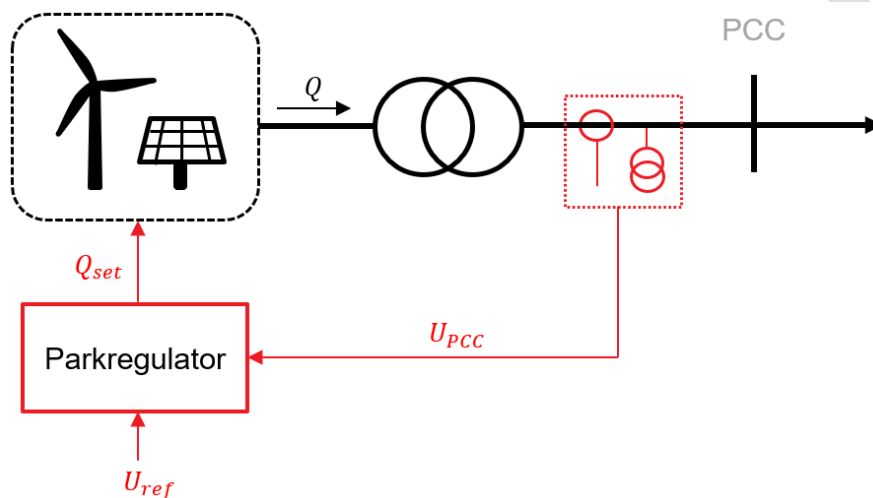 PCC
Q
Q_set
U_PCC
Parkregulator
U_ref